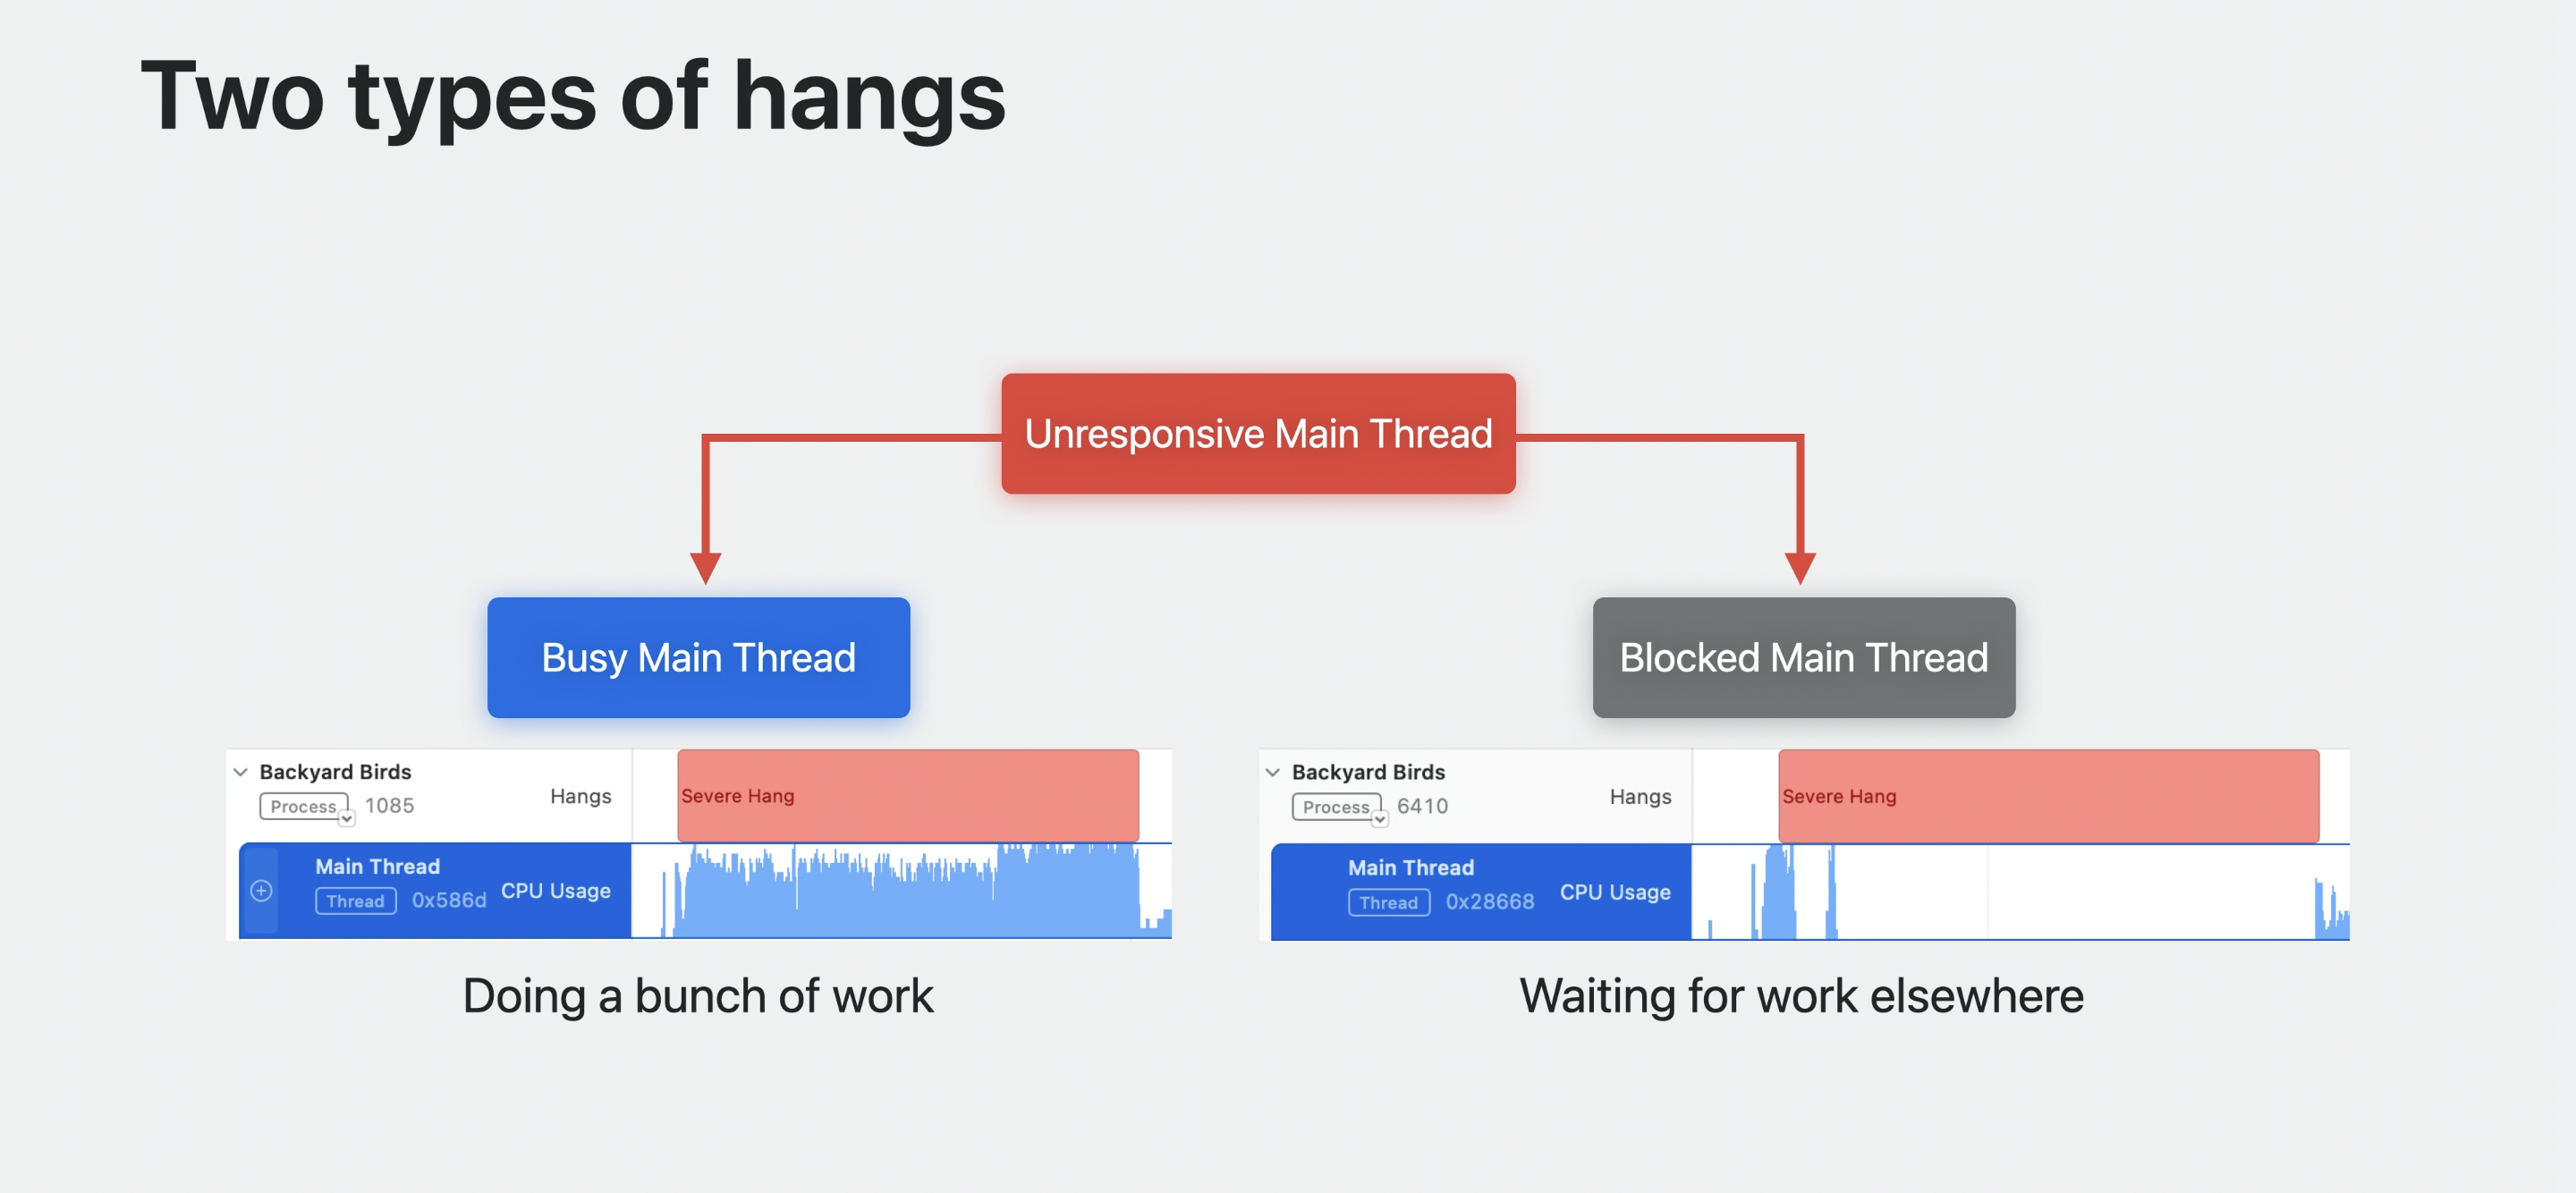 Two types of hangs
Unresponsive Main Thread
Busy Main Thread
Blocked Main Thread
Backyard Birds
Process 1085
Hangs
Severe Hang
Main Thread
Thread 0x586d
CPU Usage
Doing a bunch of work
Backyard Birds
Process 6410
Hangs
Severe Hang
Main Thread
Thread 0x28668
CPU Usage
Waiting for work elsewhere